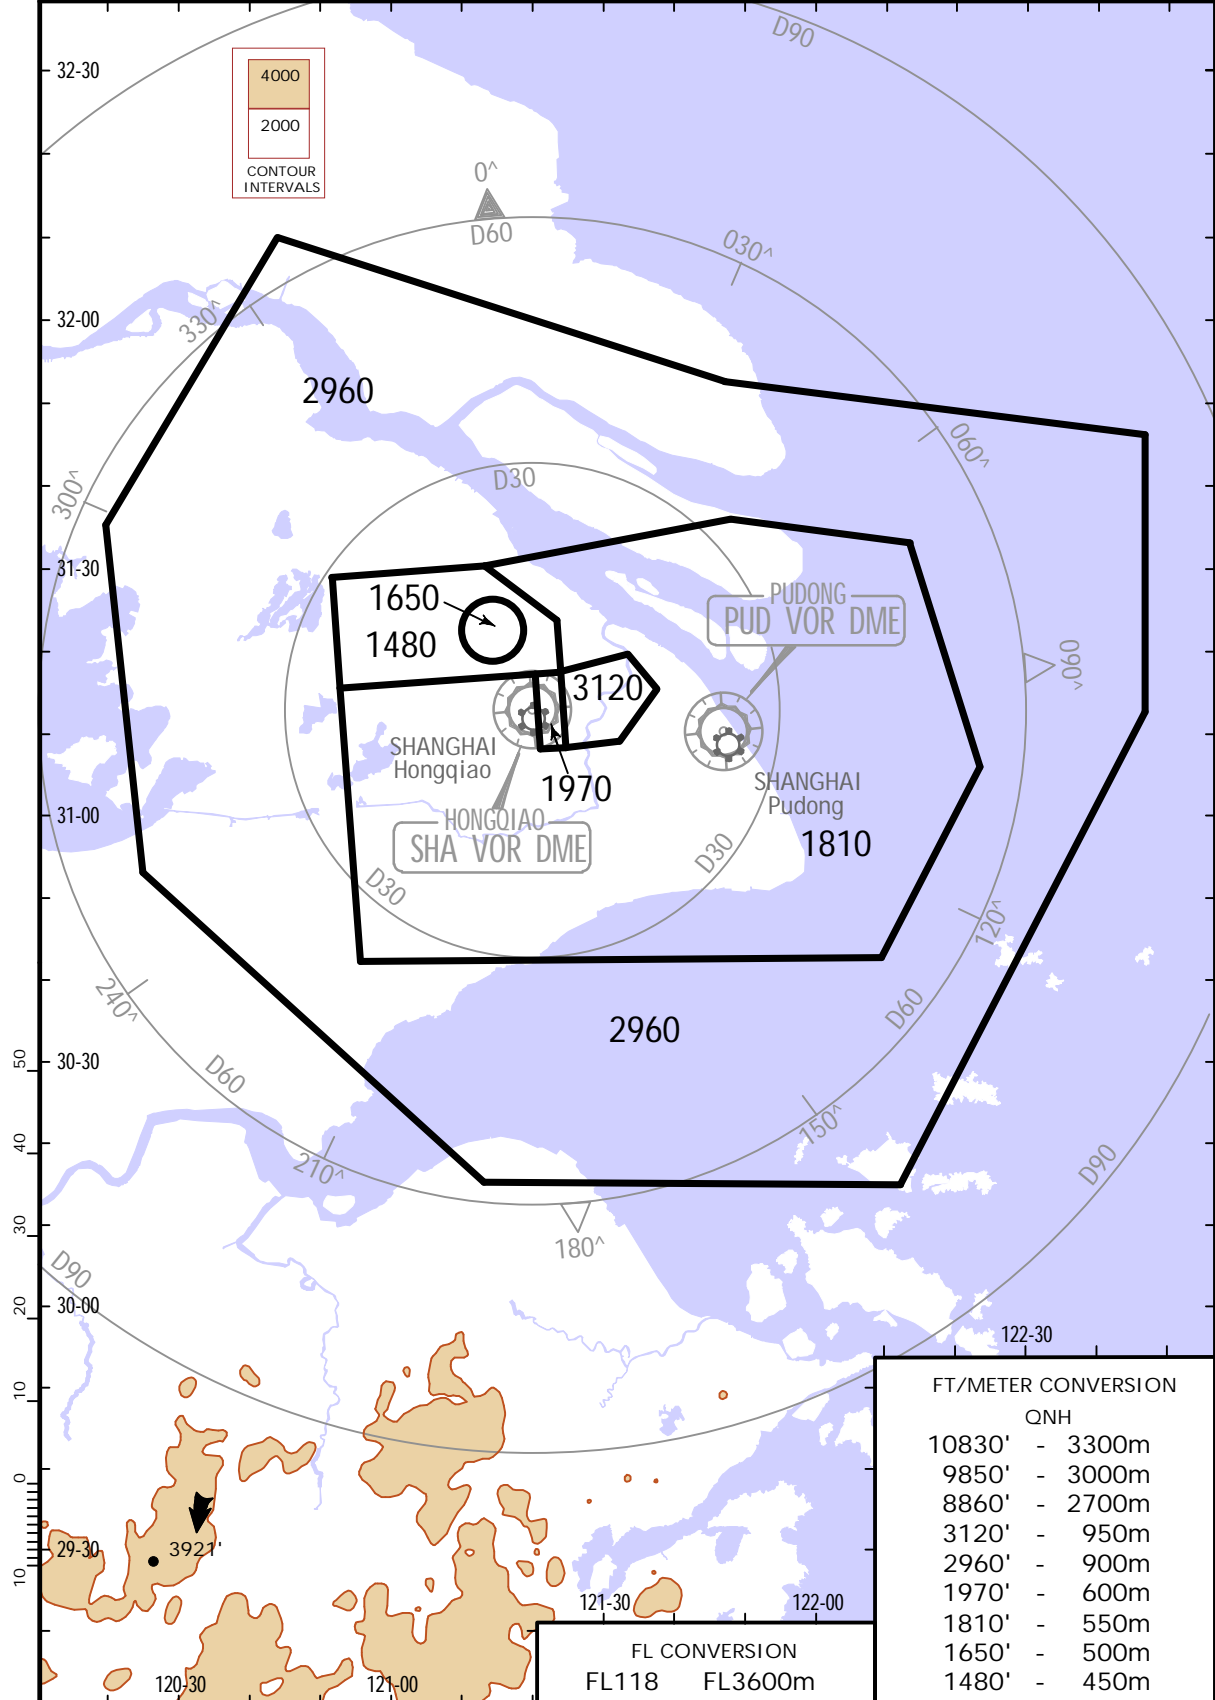 D90
32-30
4000
2000
CONTOUR
INTERVALS
0^
D60
030^
330^
32-00
2960
060^
300^
D30
31-30
1650
1480
PUDONG
PUD VOR DME
090^
3120
SHANGHAI
Hongqiao
1970
SHANGHAI
Pudong
31-00
HONGQIAO
SHA VOR DME
1810
D30
D30
120^
240^
D60
2960
50
30-30
D60
150^
40
210^
D90
30
180^
D90
20
30-00
122-30
10
FT/METER CONVERSION
QNH
10830' - 3300m
9850' - 3000m
8860' - 2700m
3120' - 950m
2960' - 900m
1970' - 600m
1810' - 550m
1650' - 500m
1480' - 450m
0
29-30
3921'
10
121-30
122-00
FL CONVERSION
FL118 FL3600m
120-30
121-00